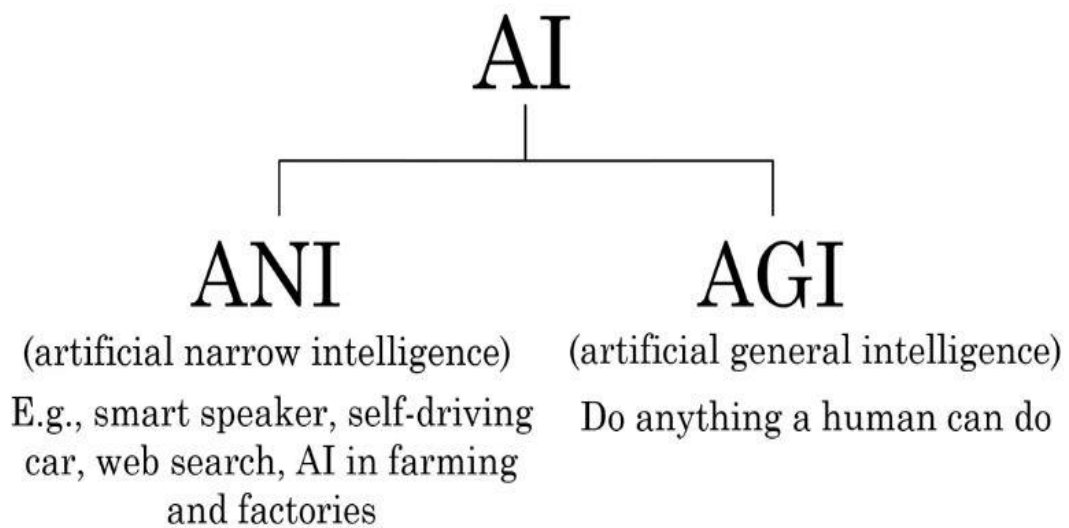 AI
ANI
(artificial narrow intelligence)
E.g., smart speaker, self-driving
car, web search, AI in farming
and factories
AGI
(artificial general intelligence)
Do anything a human can do